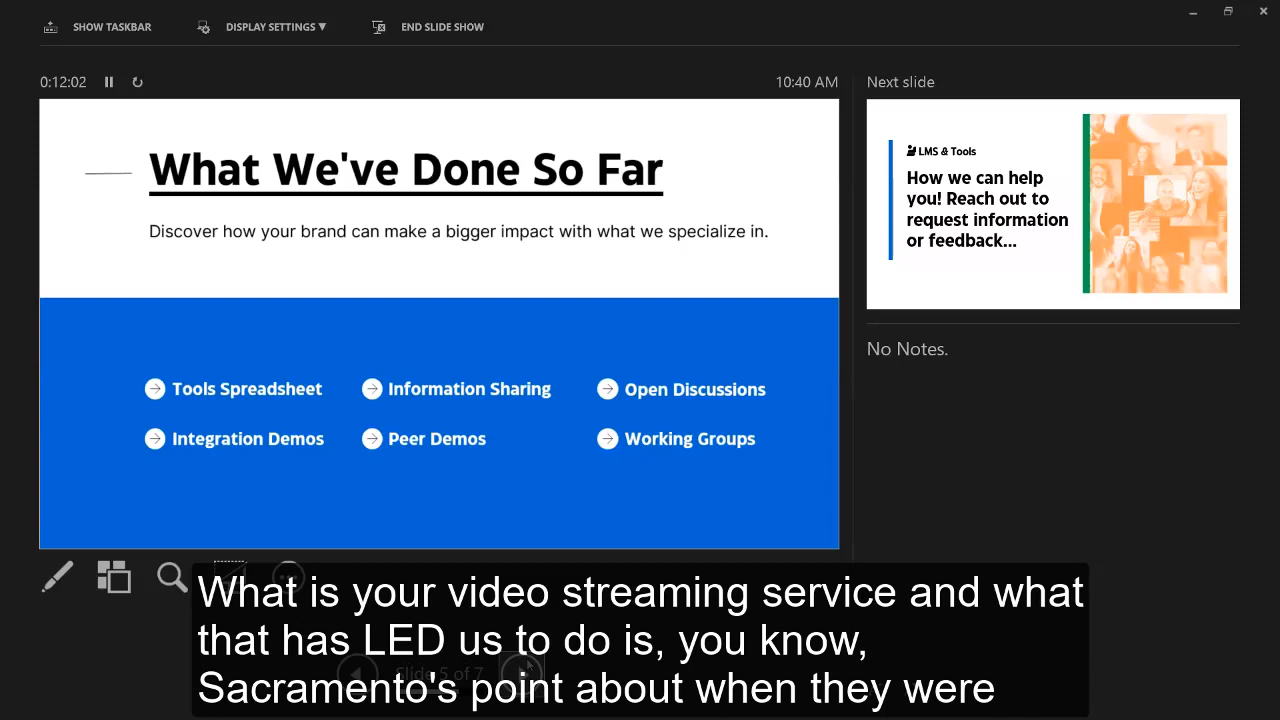 SHOW TASKBAR
DISPLAY SETTINGS ▼
END SLIDE SHOW
0:12:02
10:40 AM
Next slide
What We've Done So Far
Discover how your brand can make a bigger impact with what we specialize in.
Tools Spreadsheet
Information Sharing
Open Discussions
Integration Demos
Peer Demos
Working Groups
LMS & Tools
How we can help
you! Reach out to
request information
or feedback...
No Notes.
Slide 5 of 7
What is your video streaming service and what
that has LED us to do is, you know,
Sacramento's point about when they were